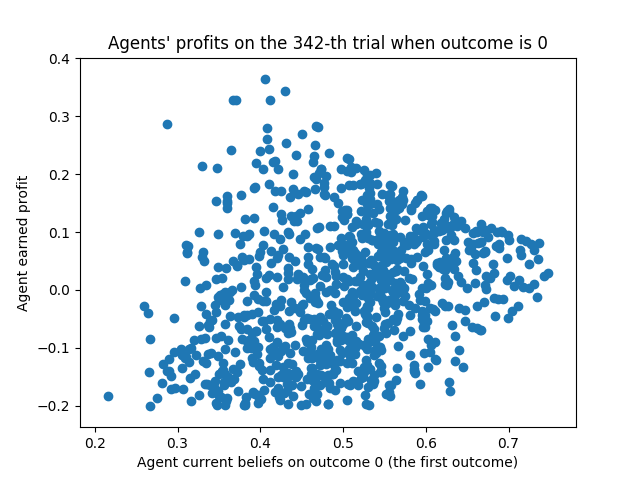 Agents' profits on the 342-th trial when outcome is 0
0.4
0.3
0.2
0.1
0.0
−0.1
−0.2
Agent earned profit
0.2 0.3 0.4 0.5 0.6 0.7
Agent current beliefs on outcome 0 (the first outcome)